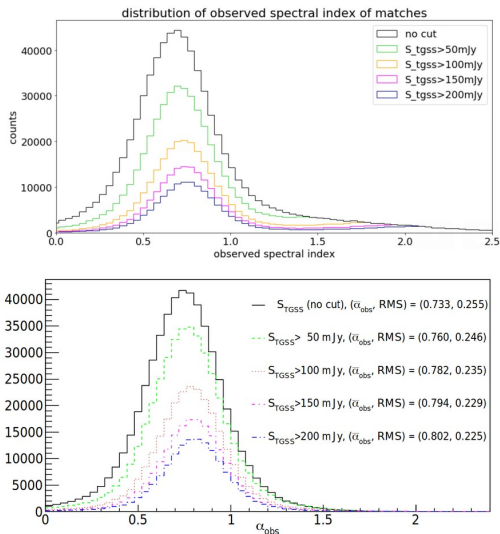 distribution of observed spectral index of matches
no cut
S_tgss>50mJy
S_tgss>100mJy
S_tgss>150mJy
S_tgss>200mJy
40000
30000
20000
10000
0
counts
0.0 0.5 1.0 1.5 2.0 2.5
observed spectral index
40000
35000
30000
25000
20000
15000
10000
5000
0
S_TGSS (no cut), (α̅_obs, RMS) = (0.733, 0.255)
S_TGSS> 50 mJy, (α̅_obs, RMS) = (0.760, 0.246)
S_TGSS>100 mJy, (α̅_obs, RMS) = (0.782, 0.235)
S_TGSS>150 mJy, (α̅_obs, RMS) = (0.794, 0.229)
S_TGSS>200 mJy, (α̅_obs, RMS) = (0.802, 0.225)
0 0.5 1 1.5 2
α_obs